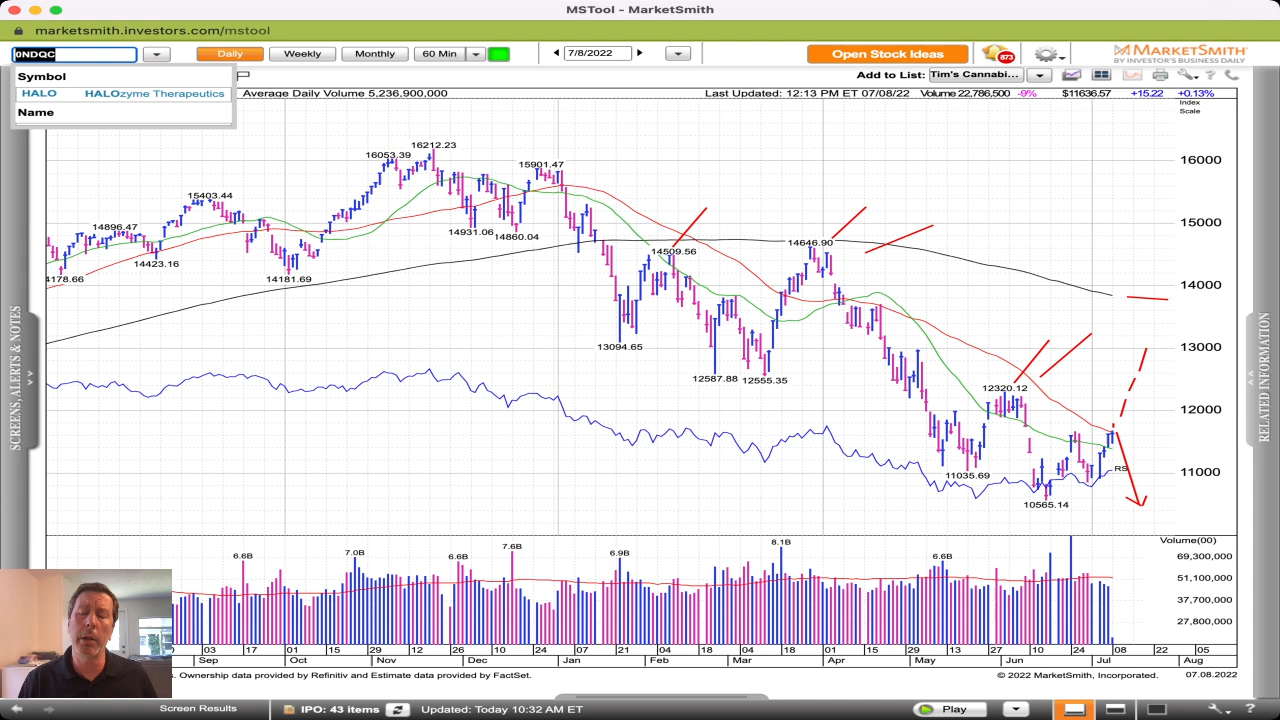 MSTool - MarketSmith
marketsmith.investors.com/mstool
0NDQC Daily Weekly Monthly 60 Min 7/8/2022 Open Stock Ideas 873 MARKETSMITH
BY INVESTOR'S BUSINESS DAILY
Symbol
Add to List: Tim's Cannabi...
HALO HALOzyme Therapeutics
Average Daily Volume 5,236,900,000 Last Updated: 12:13 PM ET 07/08/22 Volume 22,786,500 -9% $11636.57 +15.22 +0.13%
Index
Scale
Name
16212.23
16053.39
16000
15901.47
15403.44
14896.47
15000
14931.06
14860.04
14646.90
14509.56
14423.16
14178.66
14181.69
14000
13094.65
13000
12587.88
12555.35
12320.12
12000
11035.69
11000
RS
10565.14
Volume(00)
6.6B
7.0B
6.6B
7.6B
6.9B
8.1B
6.6B
69,300,000
51,100,000
37,700,000
27,800,000
03 17 01 15 29 12 26 10 24 07 21 04 18 04 18 01 15 29 13 27 10 24 08 22 05
Sep Oct Nov Dec Jan Feb Mar Apr May Jun Jul Aug
s. Ownership data provided by Refinitiv and Estimate data provided by FactSet.
© 2022 MarketSmith, Incorporated.
07.08.2022
SCREENS, ALERTS & NOTES
RELATED INFORMATION
Screen Results IPO: 43 items Updated: Today 10:32 AM ET Play